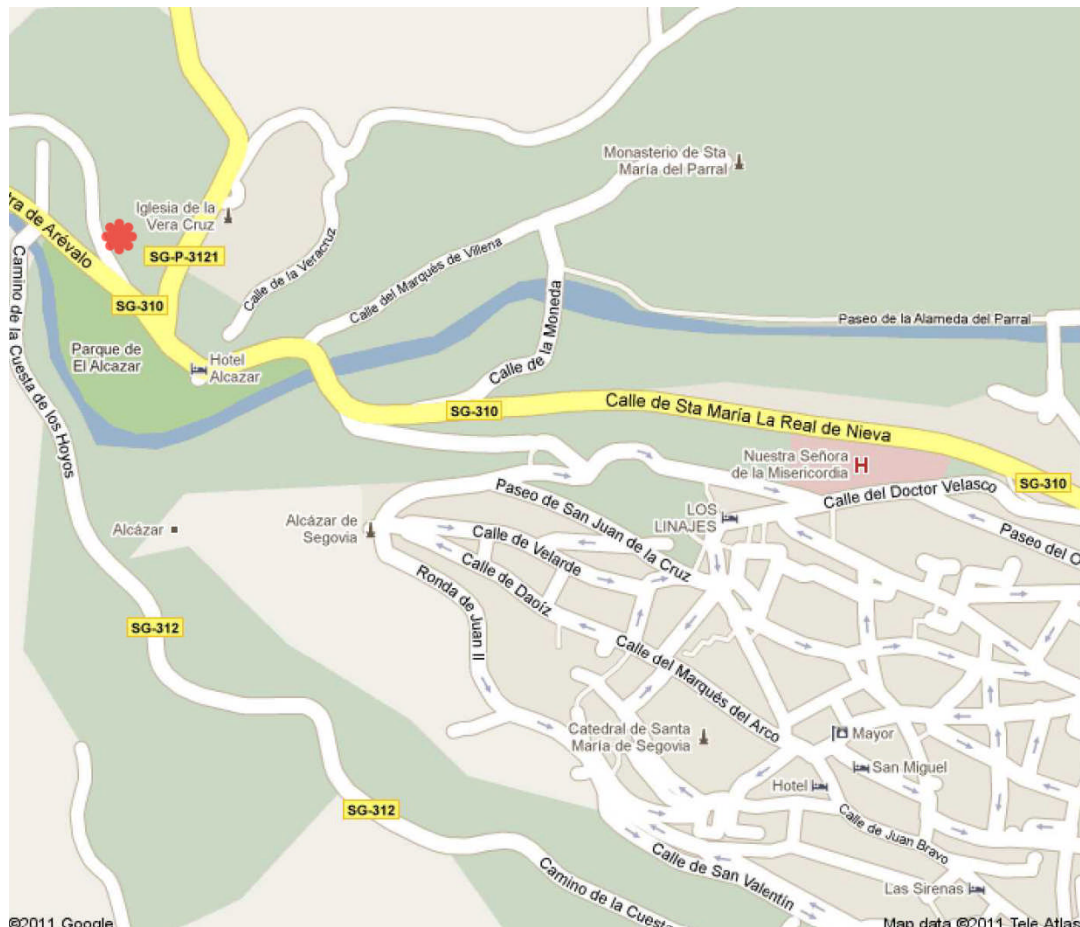 Monasterio de Sta
María del Parral
Iglesia de la
Vera Cruz
tra de Arévalo
SG-P-3121
Calle de la Veracruz
Calle del Marqués de Villena
SG-310
Calle de la Moneda
Paseo de la Alameda del Parral
Camino de la Cuesta de los Hoyos
Parque de
El Alcazar
Hotel
Alcazar
SG-310
Calle de Sta María La Real de Nieva
Nuestra Señora
de la Misericordia
H
SG-310
Calle del Doctor Velasco
Paseo de San Juan de la Cruz
LOS
LINAJES
Paseo del
Alcázar
Alcázar de
Segovia
Calle de Velarde
Calle de Daoíz
Ronda de Juan II
SG-312
Calle del Marqués del Arco
Catedral de Santa
María de Segovia
Mayor
San Miguel
Hotel
SG-312
Calle de Juan Bravo
Calle de San Valentín
Camino de la Cuesta
Las Sirenas
©2011 Google
Map data ©2011 Tele Atlas